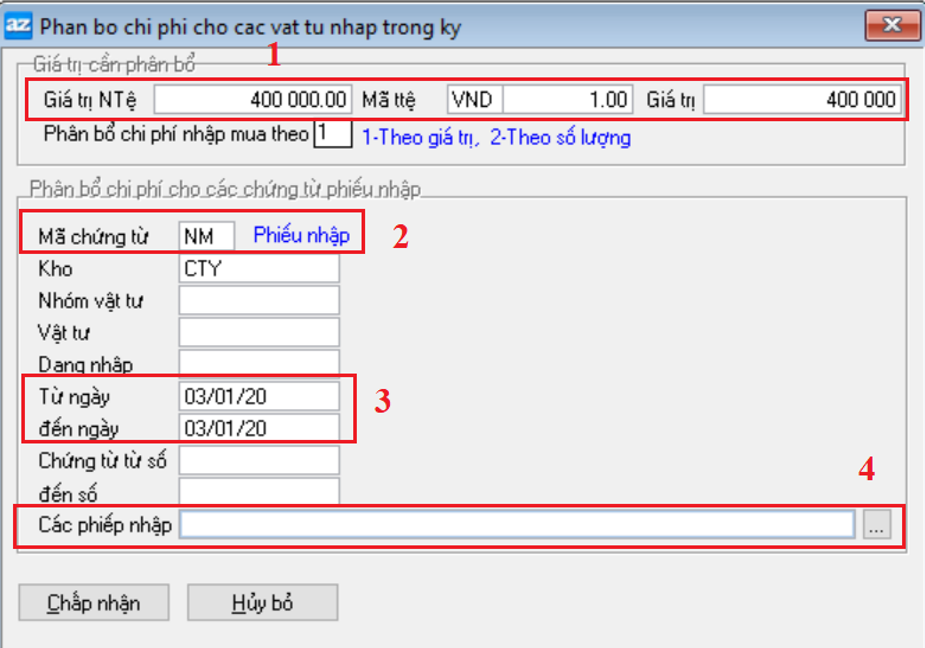 az Phan bo chi phi cho cac vat tu nhap trong ky X
Giá trị cần phân bổ 1
Giá trị NTệ 400 000.00 Mã ttệ VND 1.00 Giá trị 400 000
Phân bổ chi phí nhập mua theo 1 1-Theo giá trị, 2-Theo số lượng
Phân bổ chi phí cho các chứng từ phiếu nhập
Mã chứng từ NM Phiếu nhập 2
Kho CTY
Nhóm vật tư
Vật tư
Dạng nhập
Từ ngày 03/01/20 3
đến ngày 03/01/20
Chứng từ từ số
đến số 4
Các phiếp nhập ...
Chấp nhận Hủy bỏ